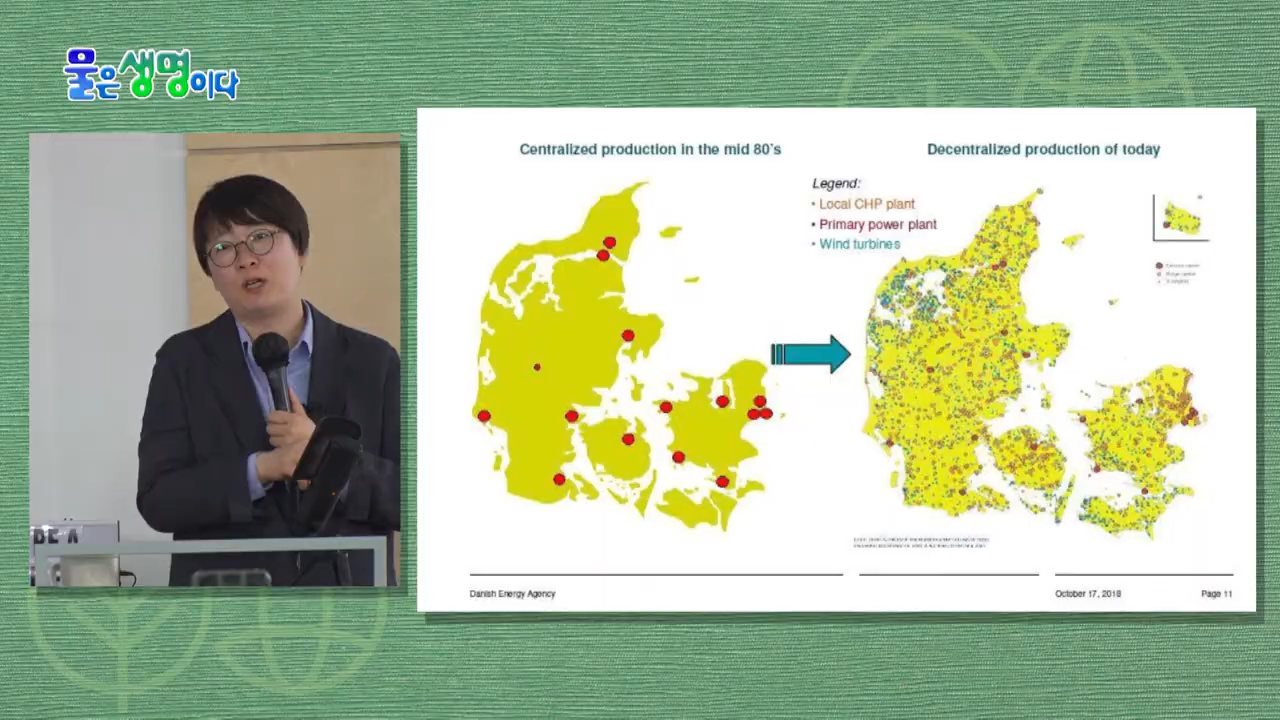 물은생명이다
Centralized production in the mid 80's
Decentralized production of today
Legend:
• Local CHP plant
• Primary power plant
• Wind turbines
Danish Energy Agency
October 17, 2018
Page 11